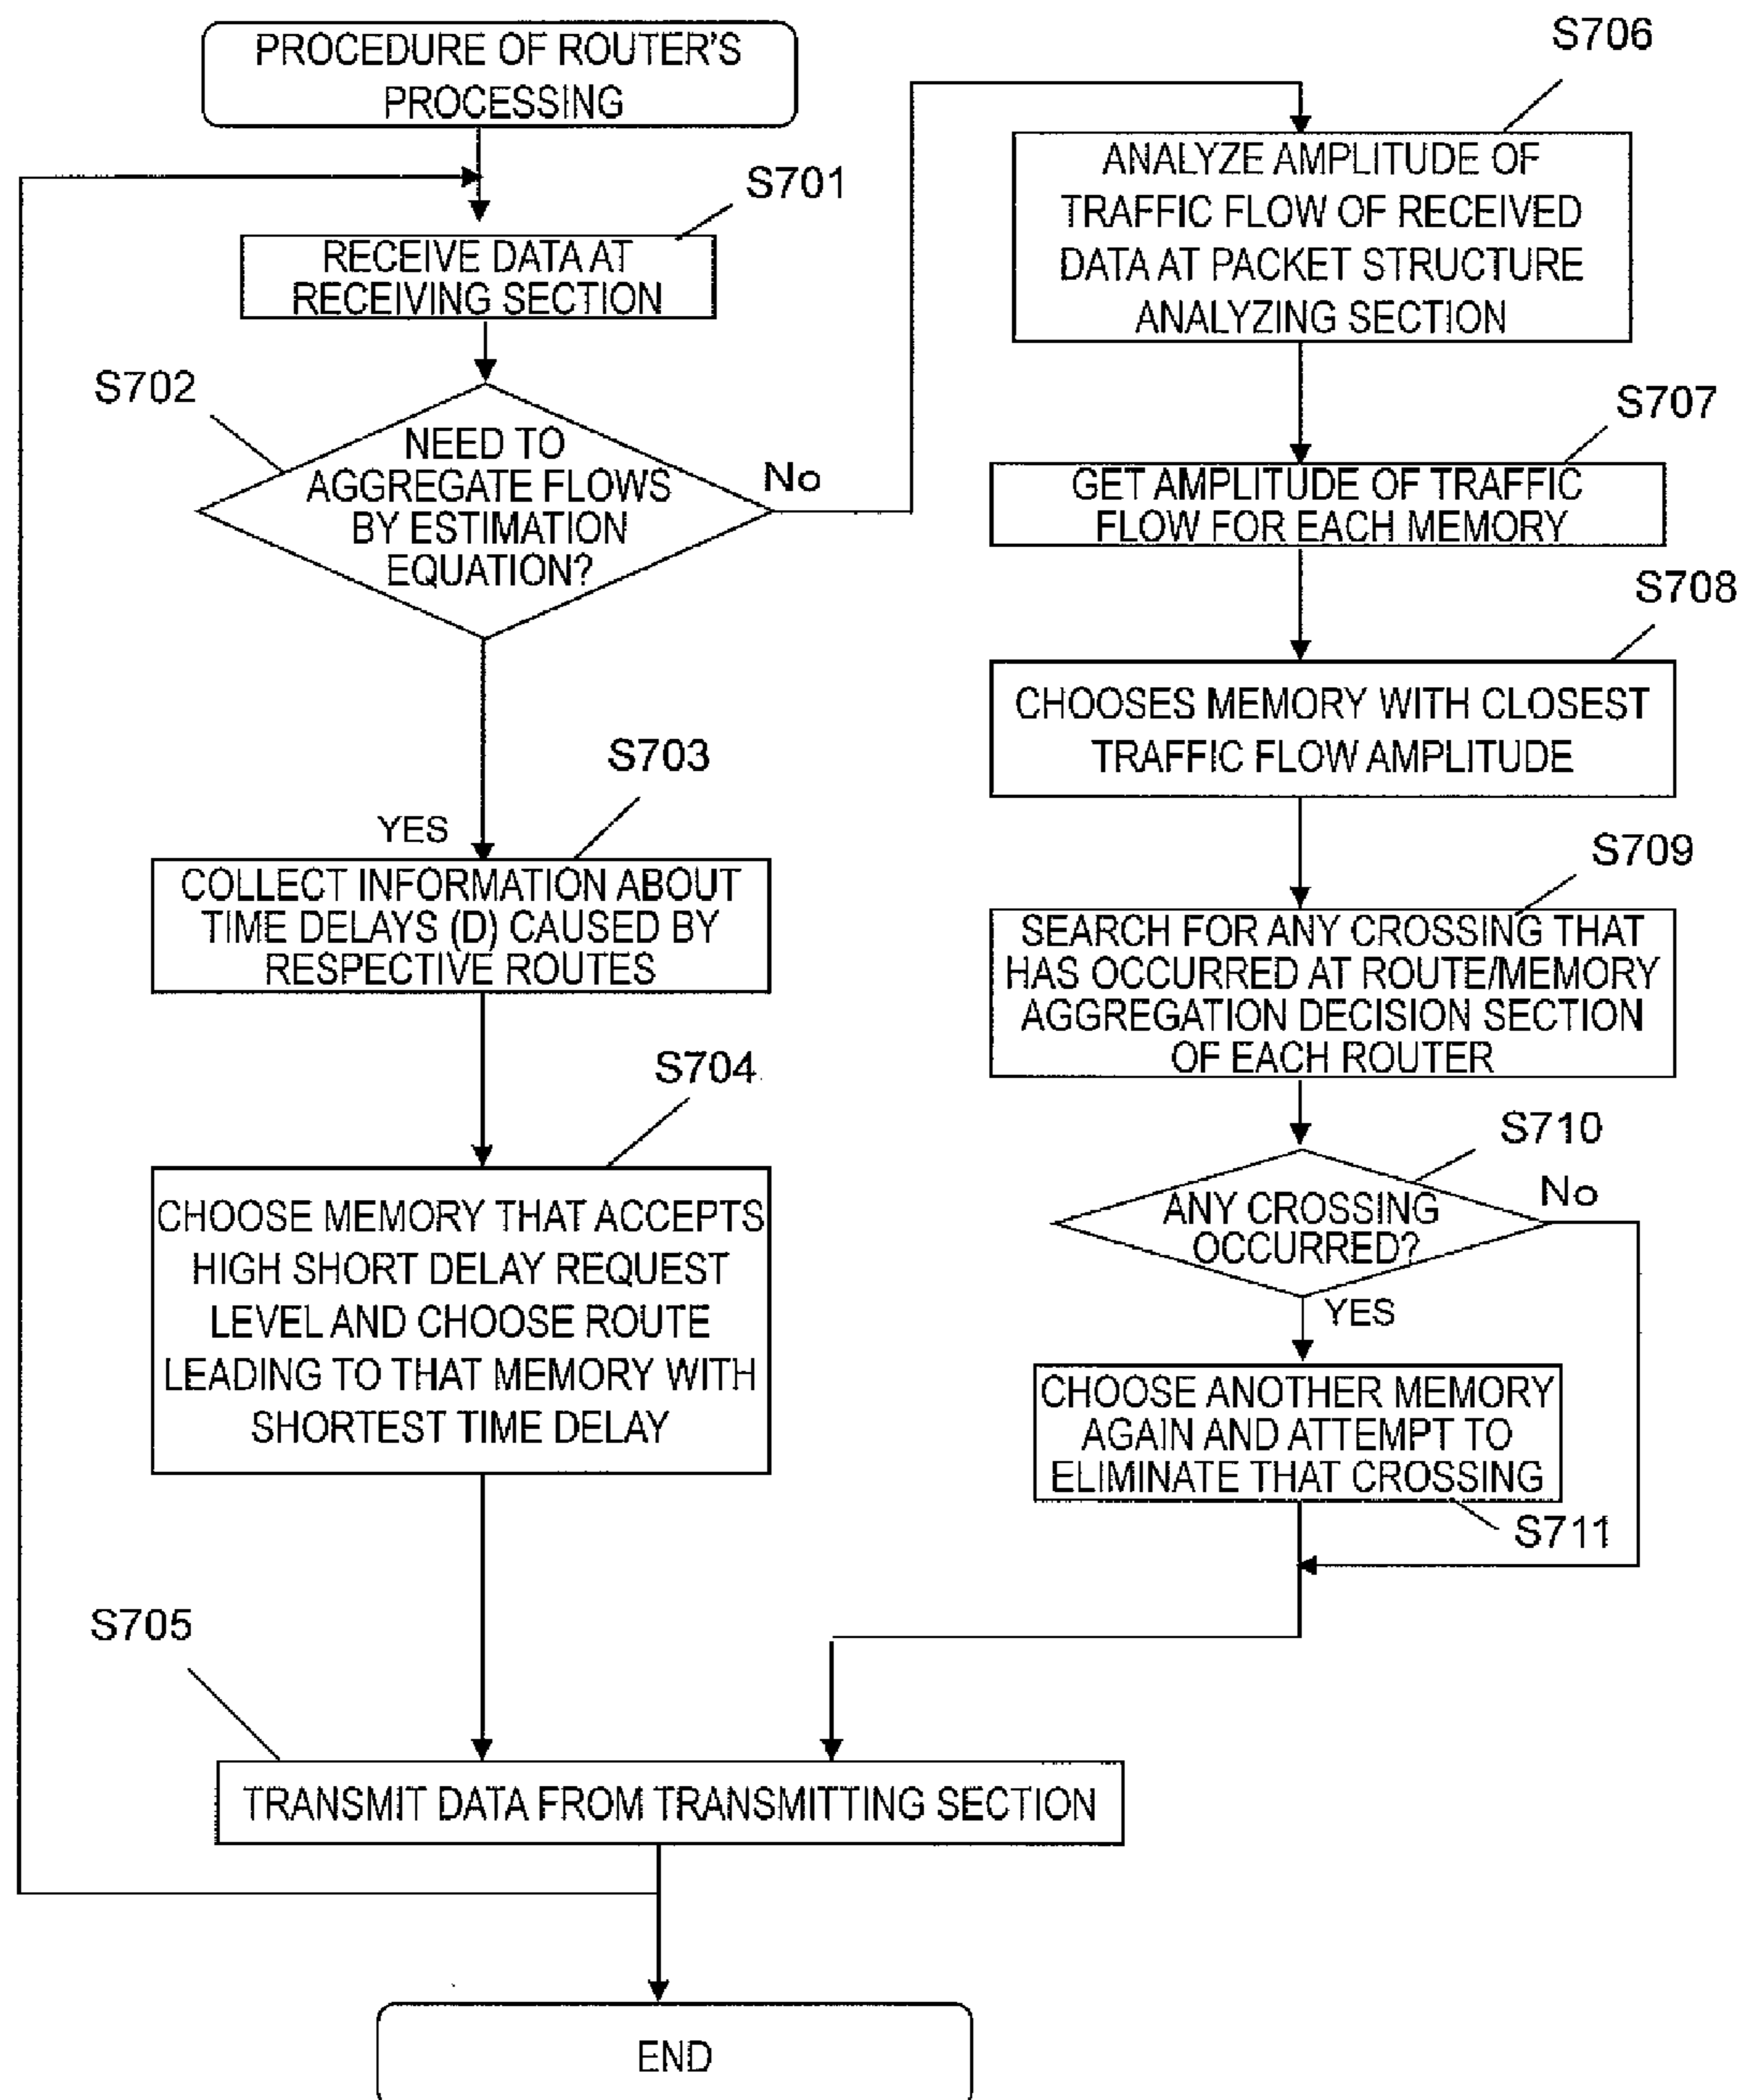 PROCEDURE OF ROUTER'S
PROCESSING
S701
RECEIVE DATA AT
RECEIVING SECTION
S702
NEED TO
AGGREGATE FLOWS
BY ESTIMATION
EQUATION?
No
YES
S703
COLLECT INFORMATION ABOUT
TIME DELAYS (D) CAUSED BY
RESPECTIVE ROUTES
S704
CHOOSE MEMORY THAT ACCEPTS
HIGH SHORT DELAY REQUEST
LEVEL AND CHOOSE ROUTE
LEADING TO THAT MEMORY WITH
SHORTEST TIME DELAY
S705
TRANSMIT DATA FROM TRANSMITTING SECTION
END
S706
ANALYZE AMPLITUDE OF
TRAFFIC FLOW OF RECEIVED
DATA AT PACKET STRUCTURE
ANALYZING SECTION
S707
GET AMPLITUDE OF TRAFFIC
FLOW FOR EACH MEMORY
S708
CHOOSES MEMORY WITH CLOSEST
TRAFFIC FLOW AMPLITUDE
S709
SEARCH FOR ANY CROSSING THAT
HAS OCCURRED AT ROUTE/MEMORY
AGGREGATION DECISION SECTION
OF EACH ROUTER
S710
ANY CROSSING
OCCURRED?
No
YES
CHOOSE ANOTHER MEMORY
AGAIN AND ATTEMPT TO
ELIMINATE THAT CROSSING
S711